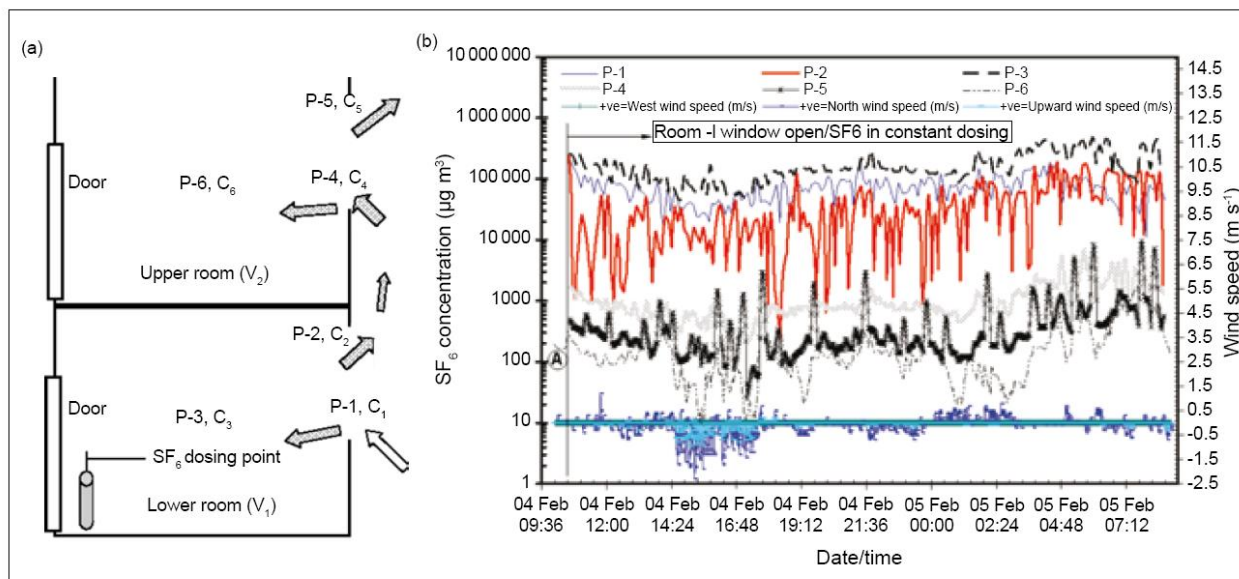 (a)
P-5, C5
Door
P-6, C6
P-4, C4
Upper room (V2)
P-2, C2
Door
P-3, C3
P-1, C1
SF6 dosing point
Lower room (V1)
(b)
P-1 P-2 P-3
P-4 P-5 P-6
+ve=West wind speed (m/s) +ve=North wind speed (m/s) +ve=Upward wind speed (m/s)
Room -I window open/SF6 in constant dosing
A
SF6 concentration (µg m3)
10 000 000
1000 000
100 000
10 000
1000
100
10
1
Wind speed (m s-1)
14.5
13.5
12.5
11.5
10.5
9.5
8.5
7.5
6.5
5.5
4.5
3.5
2.5
1.5
0.5
-0.5
-1.5
-2.5
04 Feb 04 Feb 04 Feb 04 Feb 04 Feb 04 Feb 05 Feb 05 Feb 05 Feb 05 Feb
09:36 12:00 14:24 16:48 19:12 21:36 00:00 02:24 04:48 07:12
Date/time